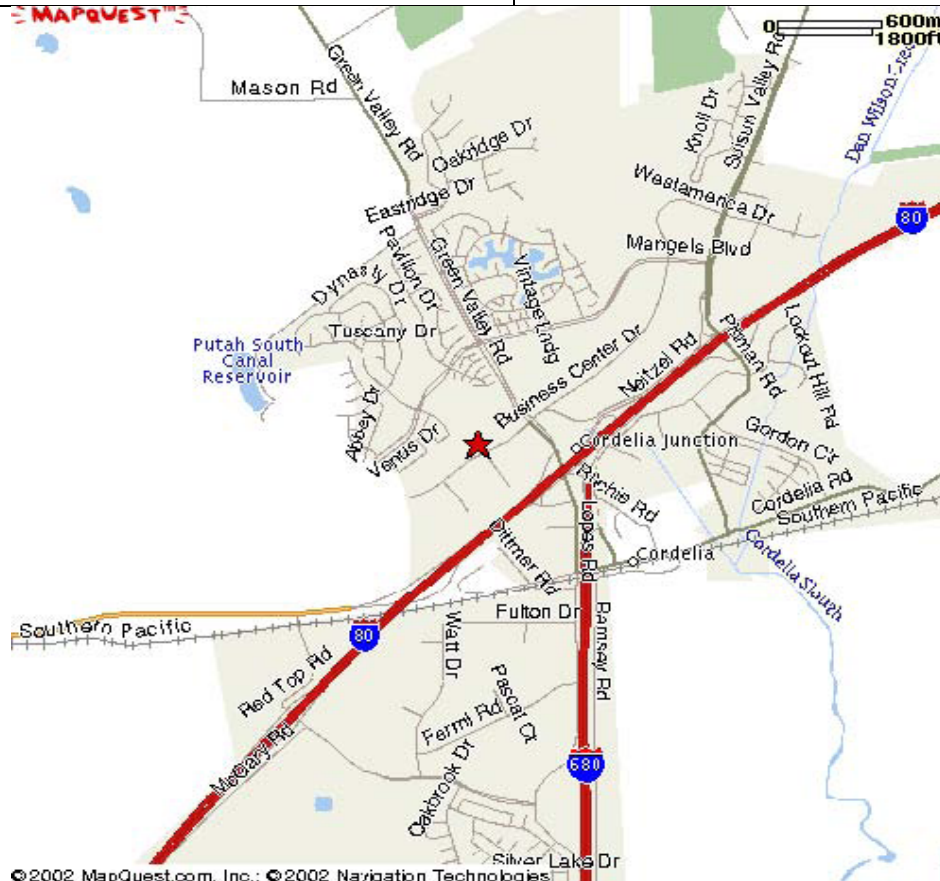 MAPQUEST™
0 600m
1800ft
Green Valley Rd
Mason Rd
Suisun Valley Rd
Knoll Dr
Oakridge Dr
Westamerica Dr
Eastridge Dr
80
Mangels Blvd
Pavilion Dr
Green Valley Rd
Vintage Lndg
Dynasty Dr
Tuscany Dr
Pitman Rd
Lookout Hill Rd
Putah South
Canal
Reservoir
Neitzel Rd
Business Center Dr
Abbey Dr
Venus Dr
Cordelia Junction
Gordon Ct
Ritchie Rd
Cordelia Rd
Southern Pacific
Lopes Rd
Dittmer Rd
Cordelia
Cordelia Slough
Fulton Dr
Southern Pacific
80
Watt Dr
Ramsay Rd
Red Top Rd
Pascal Ct
Fermi Rd
McGary Rd
680
Oakbrook Dr
Silver Lake Dr
©2002 MapQuest.com, Inc.; ©2002 Navigation Technologies